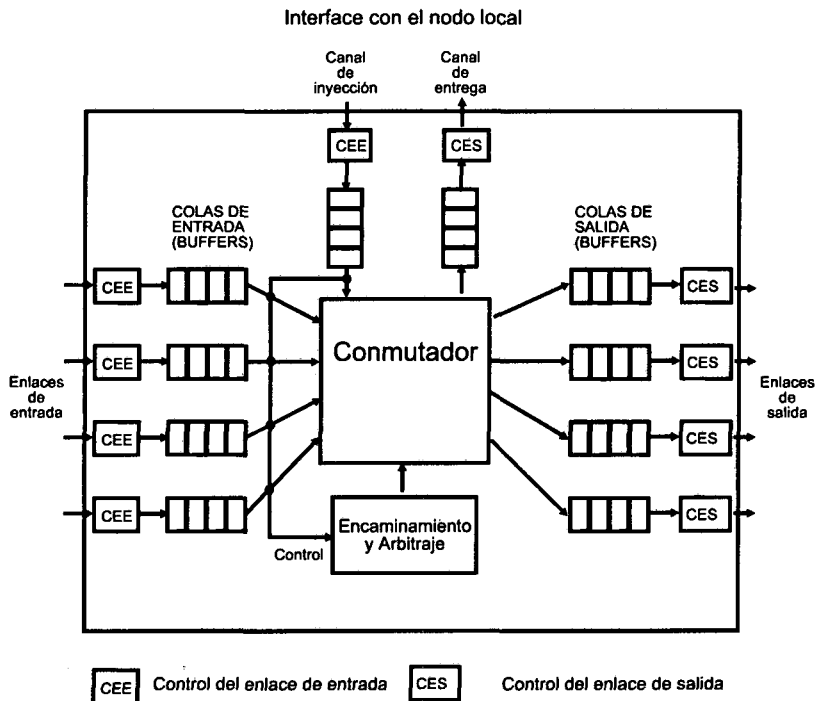 Interface con el nodo local
Canal
de
inyección
Canal
de
entrega
CEE
CES
COLAS DE
ENTRADA
(BUFFERS)
COLAS DE
SALIDA
(BUFFERS)
CEE
CES
Conmutador
CEE
CES
Enlaces
de
entrada
Enlaces
de
salida
CEE
CES
CEE
CES
Encaminamiento
y Arbitraje
Control
CEE Control del enlace de entrada
CES Control del enlace de salida